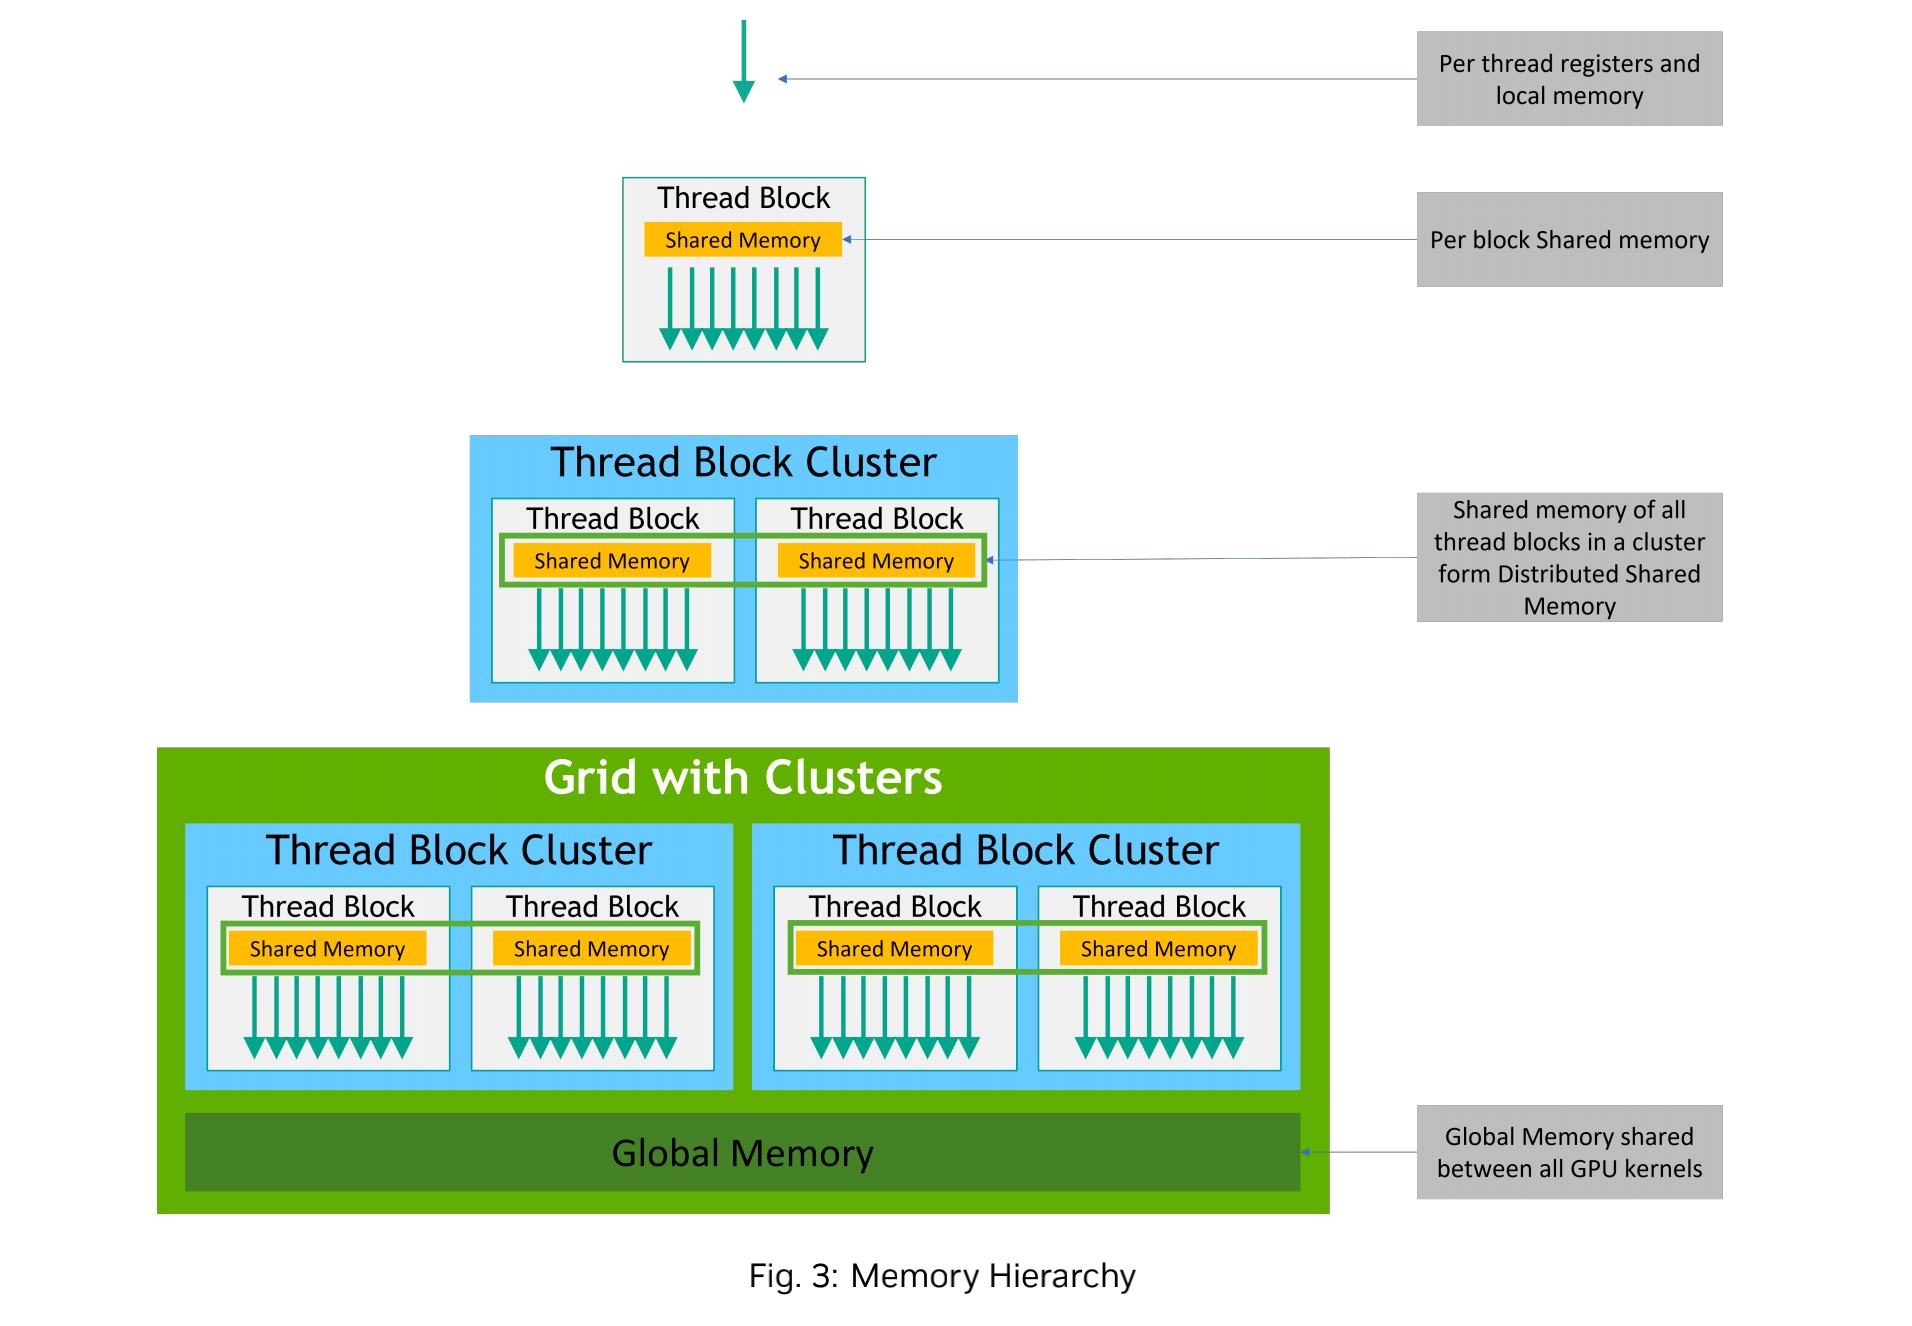 Per thread registers and
local memory
Thread Block
Shared Memory
Per block Shared memory
Thread Block Cluster
Thread Block
Thread Block
Shared Memory
Shared Memory
Shared memory of all
thread blocks in a cluster
form Distributed Shared
Memory
Grid with Clusters
Thread Block Cluster
Thread Block Cluster
Thread Block
Thread Block
Thread Block
Thread Block
Shared Memory
Shared Memory
Shared Memory
Shared Memory
Global Memory
Global Memory shared
between all GPU kernels
Fig. 3: Memory Hierarchy